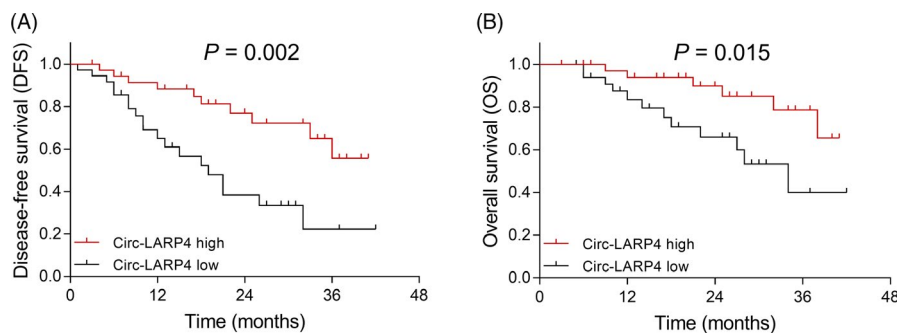 (A)
P = 0.002
Disease-free survival (DFS)
1.0
0.8
0.6
0.4
0.2
0.0
Circ-LARP4 high
Circ-LARP4 low
0 12 24 36 48
Time (months)
(B)
P = 0.015
Overall survival (OS)
1.0
0.8
0.6
0.4
0.2
0.0
Circ-LARP4 high
Circ-LARP4 low
0 12 24 36 48
Time (months)